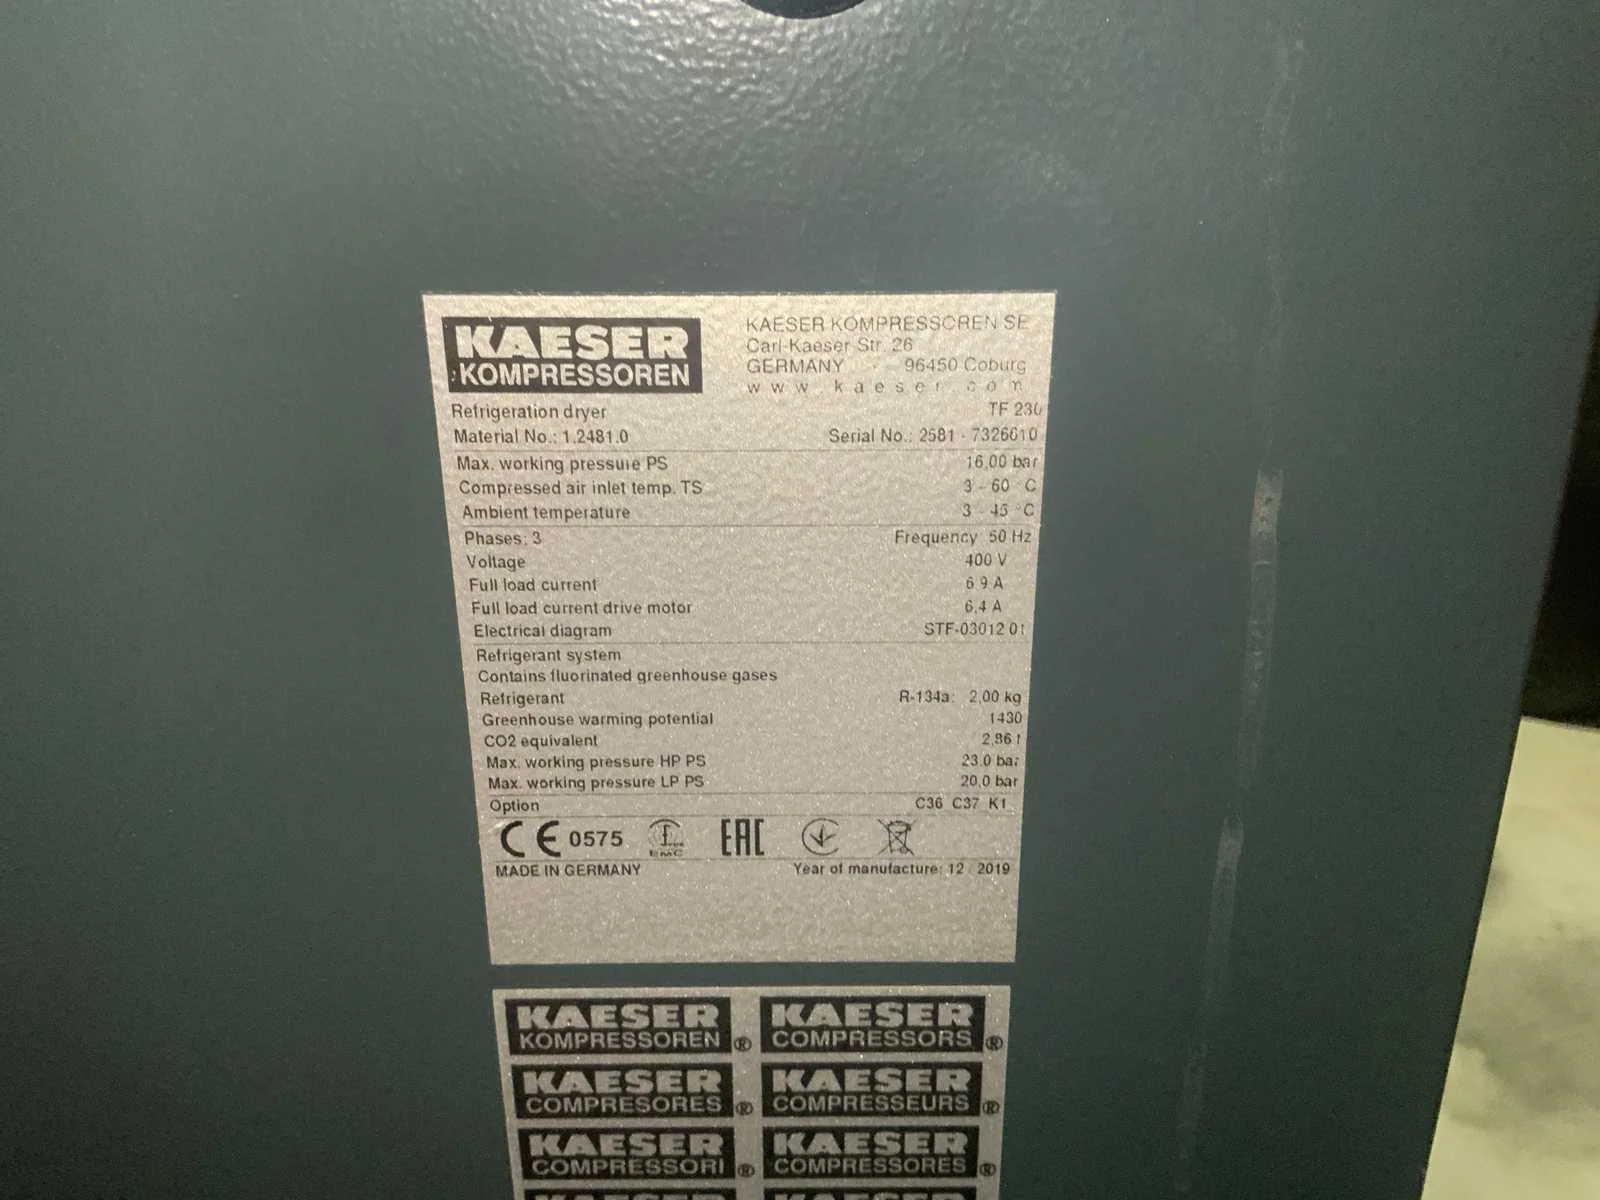 KAESER
KOMPRESSOREN
KAESER KOMPRESSOREN SE
Carl-Kaeser-Str. 26
GERMANY - 96450 Coburg
www.kaeser.com
Refrigeration dryer TF 230
Material No.: 1.2481.0 Serial No.: 2581 - 7326610
Max. working pressure PS 16,00 bar
Compressed air inlet temp. TS 3 - 60 °C
Ambient temperature 3 - 45 °C
Phases: 3 Frequency 50 Hz
Voltage 400 V
Full load current 6.9 A
Full load current drive motor 6,4 A
Electrical diagram STF-03012.01
Refrigerant system
Contains fluorinated greenhouse gases
Refrigerant R-134a: 2,00 kg
Greenhouse warming potential 1430
CO2 equivalent 2,86 t
Max. working pressure HP PS 23.0 bar
Max. working pressure LP PS 20,0 bar
Option C36 C37 K1
CE 0575 EMC EAC
MADE IN GERMANY Year of manufacture: 12 . 2019
KAESER KAESER
KOMPRESSOREN ® COMPRESSORS ®
KAESER KAESER
COMPRESORES ® COMPRESSEURS ®
KAESER KAESER
COMPRESSORI ® COMPRESSORES ®
KAESER KAESER